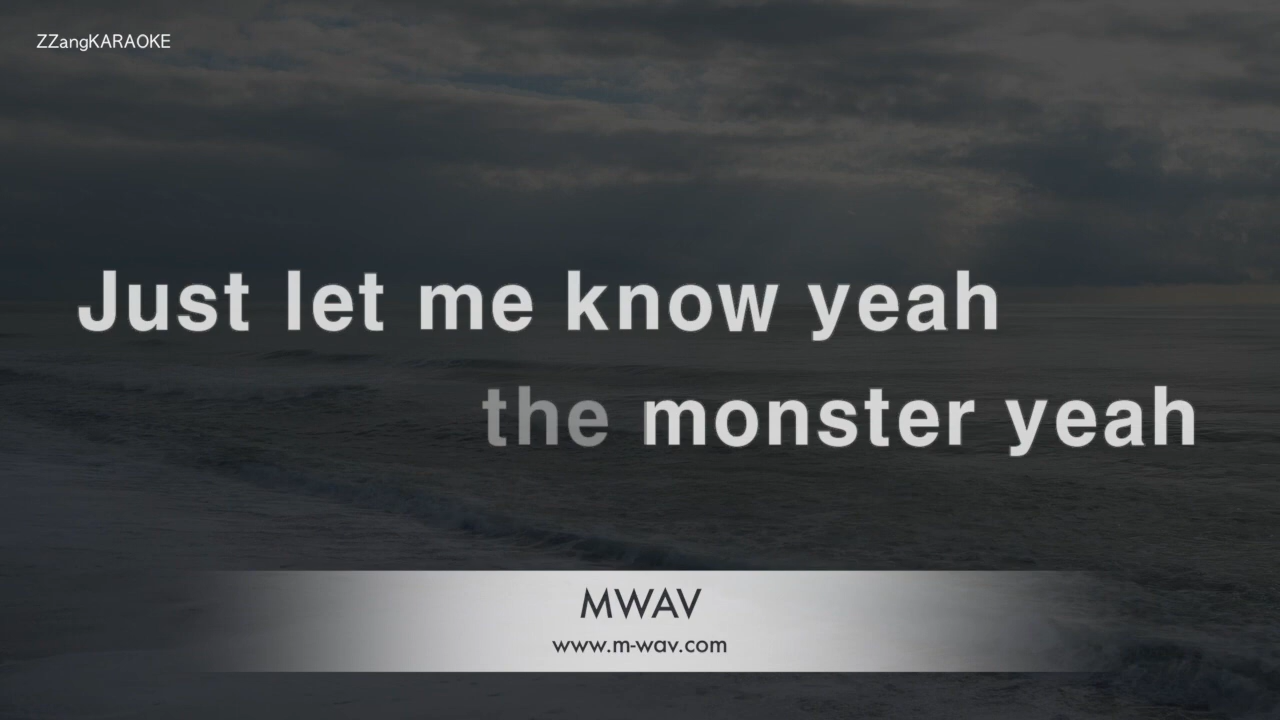 ZZangKARAOKE
Just let me know yeah
the monster yeah
MWAV
www.m-wav.com